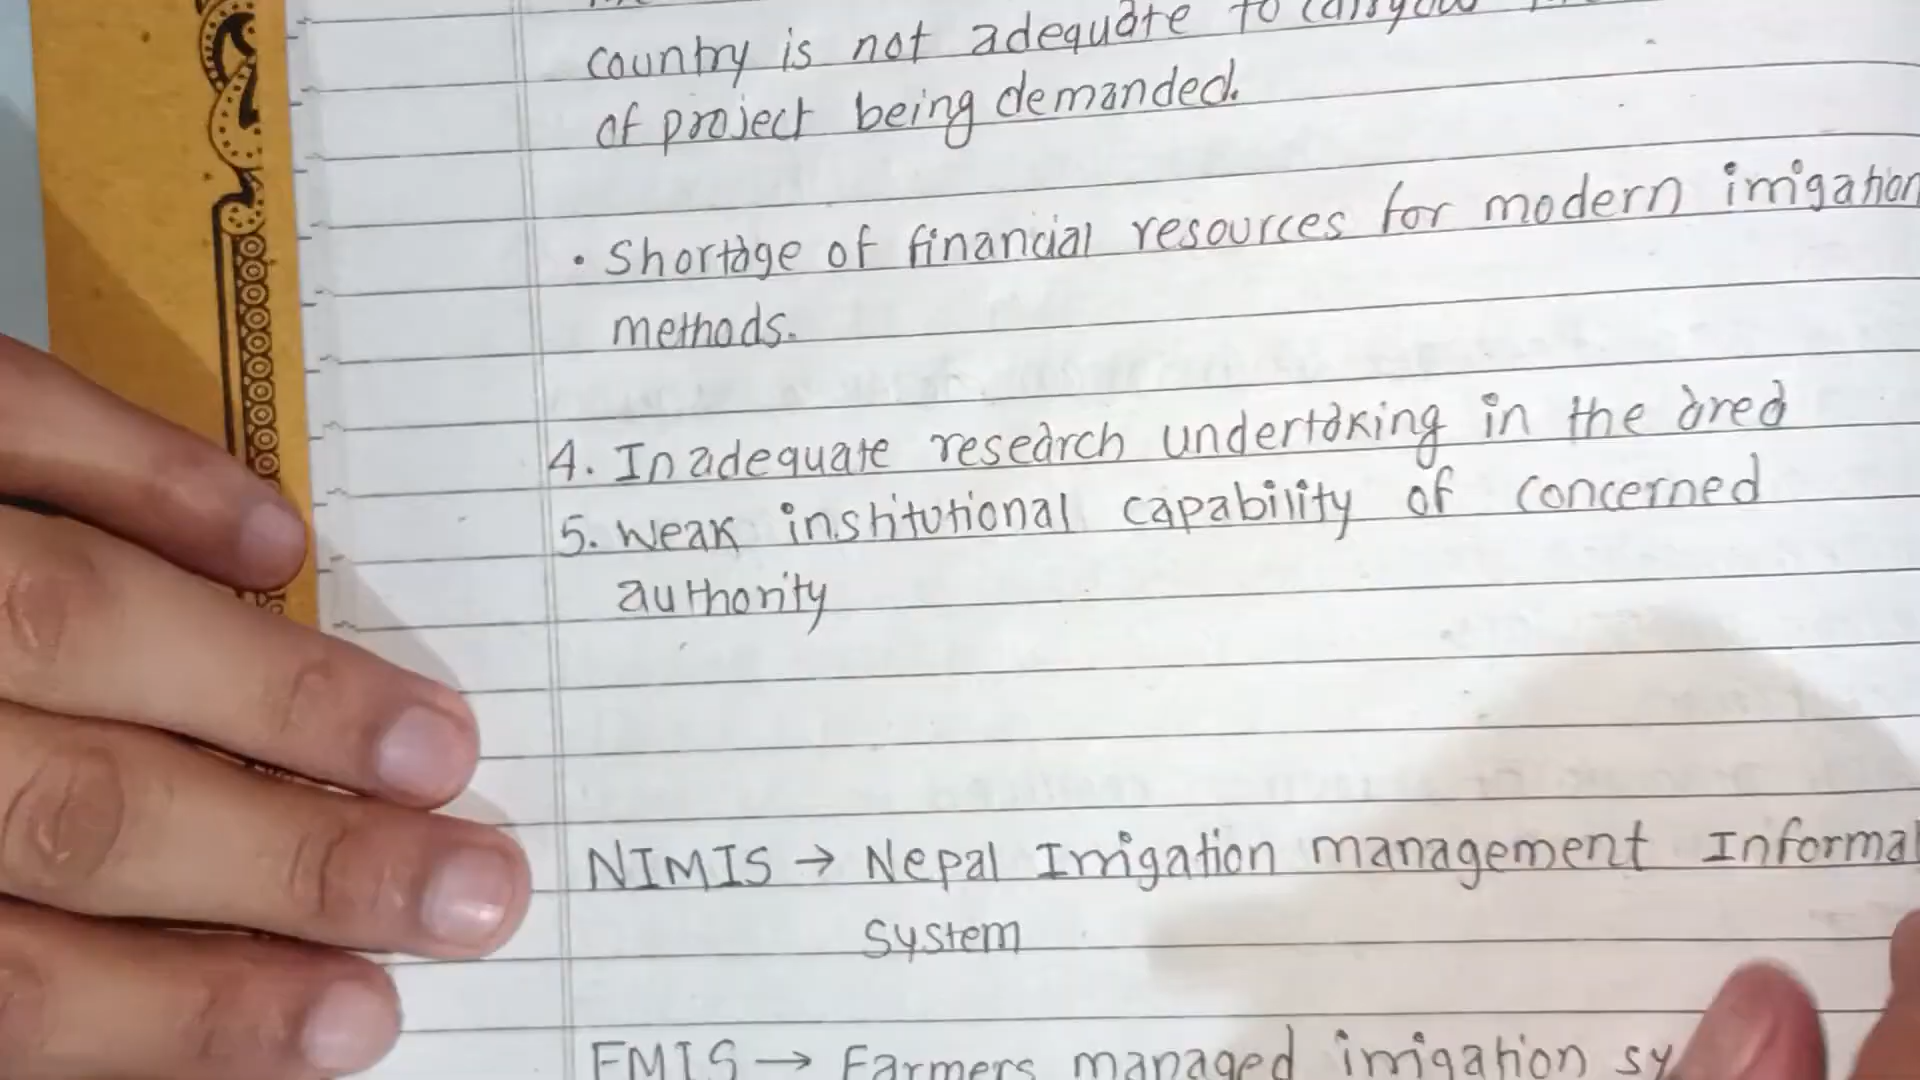 country is not adequate to
of project being demanded.
• Shortage of financial resources for modern irrigation
methods.
4. Inadequate research undertaking in the area
5. Weak institutional capability of concerned
authority
NIMIS → Nepal Irrigation management Informa
system
FMIS → Farmers managed irrigation sy